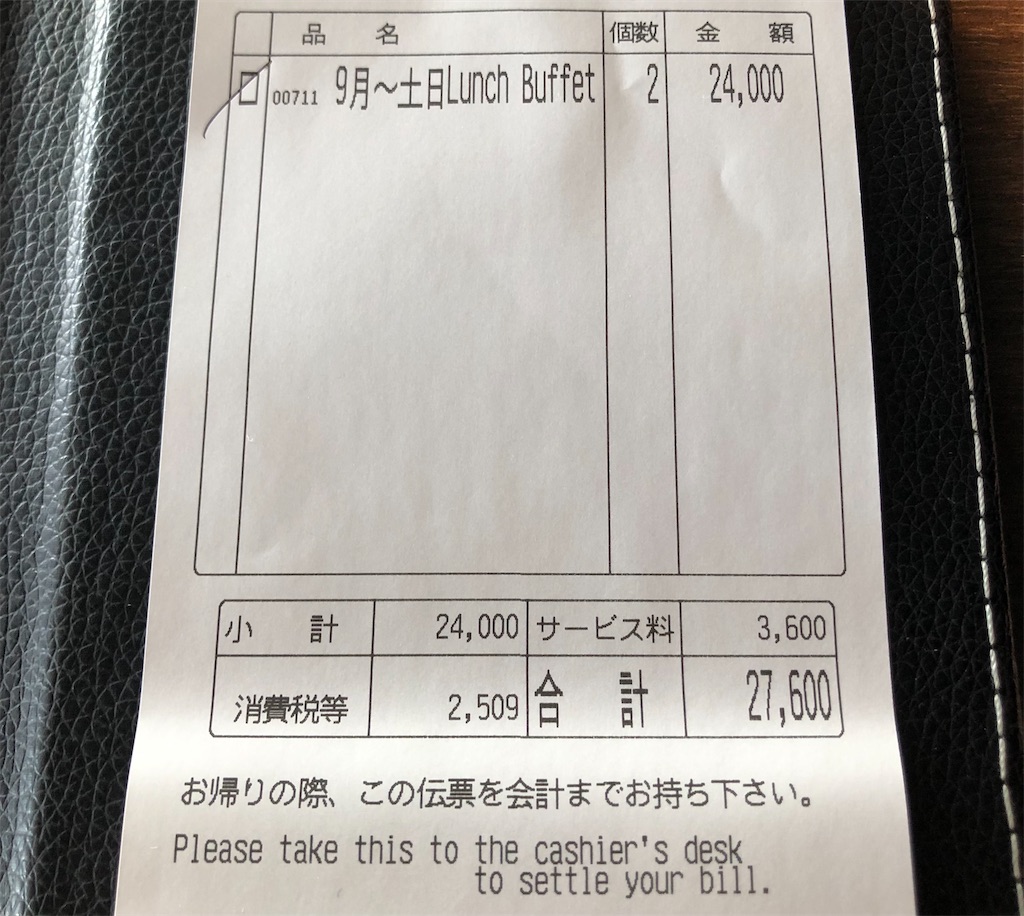 品 名 個数 金 額
ロ 00711 9月～土日Lunch Buffet 2 24,000
小 計 24,000 サービス料 3,600
消費税等 2,509 合 計 27,600
お帰りの際、この伝票を会計までお持ち下さい。
Please take this to the cashier's desk
to settle your bill.